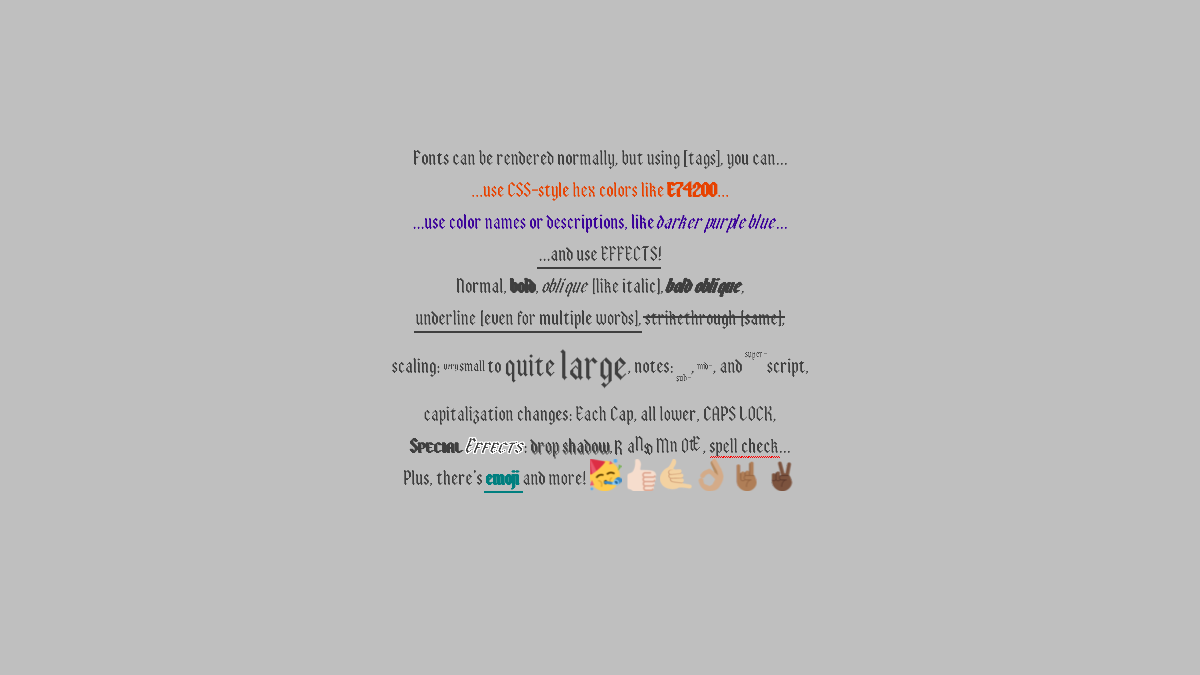 Fonts can be rendered normally, but using [tags], you can...
...use CSS-style hex colors like E74200...
...use color names or descriptions, like darker purple blue...
...and use EFFECTS!
Normal, bold, oblique [like italic], bold oblique,
underline [even for multiple words], strikethrough [same],
scaling: very small to quite large, notes: sub-, mid-, and super- script,
capitalization changes: Each Cap, all lower, CAPS LOCK,
Special Effects: drop shadow, RaNsOMnOtE, spell check...
Plus, there's emoji and more! 🥳👍🏻🤙🏼👌🏽🤘🏾✌🏿